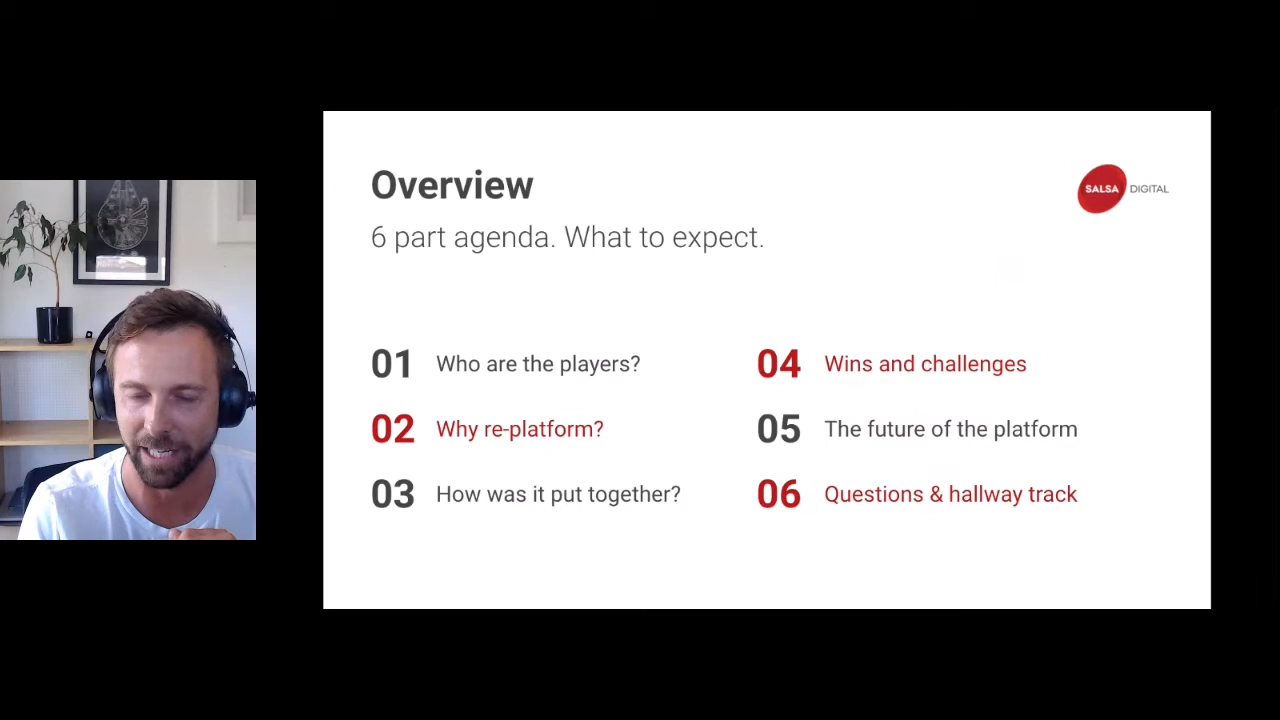 Overview
SALSA DIGITAL
6 part agenda. What to expect.
01 Who are the players?
02 Why re-platform?
03 How was it put together?
04 Wins and challenges
05 The future of the platform
06 Questions & hallway track